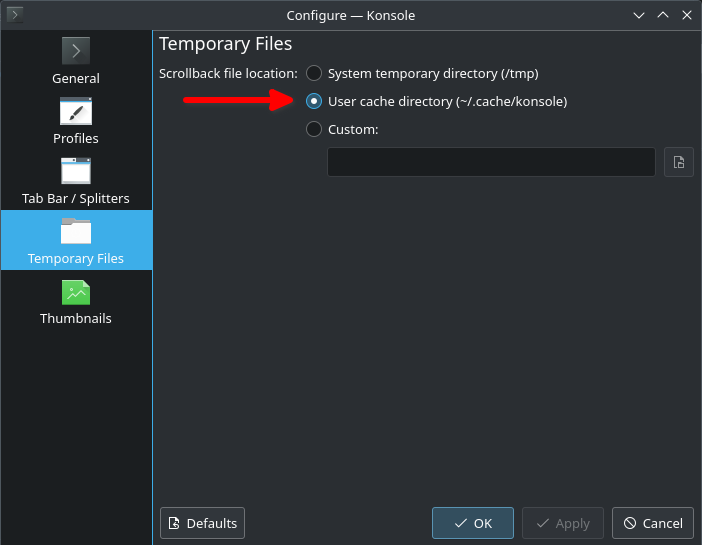 Configure — Konsole
General
Profiles
Tab Bar / Splitters
Temporary Files
Thumbnails
Temporary Files
Scrollback file location:
System temporary directory (/tmp)
User cache directory (~/.cache/konsole)
Custom:
Defaults
OK
Apply
Cancel